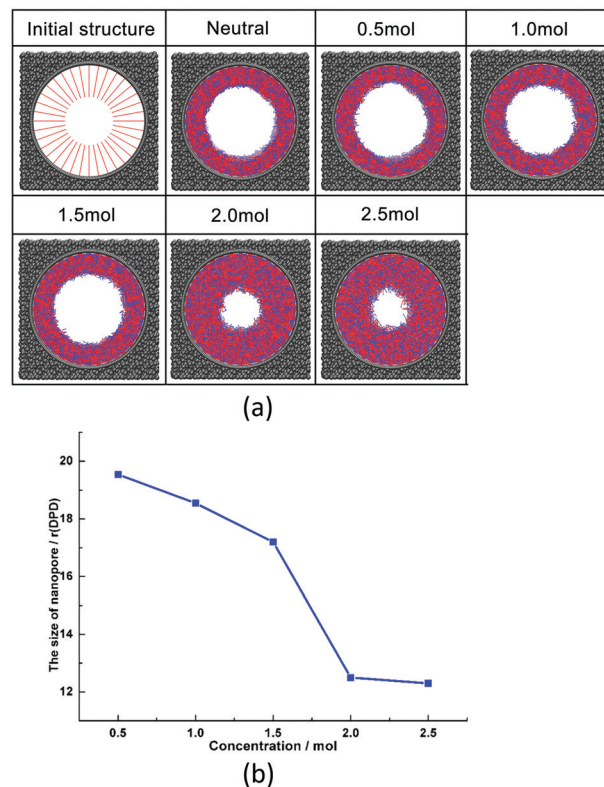 Initial structure Neutral 0.5mol 1.0mol
1.5mol 2.0mol 2.5mol
(a)
20
18
16
14
12
The size of nanopore / r(DPD)
0.5 1.0 1.5 2.0 2.5
Concentration / mol
(b)